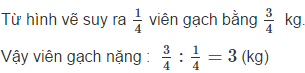 Từ hình vẽ suy ra 1/4 viên gạch bằng 3/4 kg.
Vậy viên gạch nặng : 3/4 : 1/4 = 3 (kg)